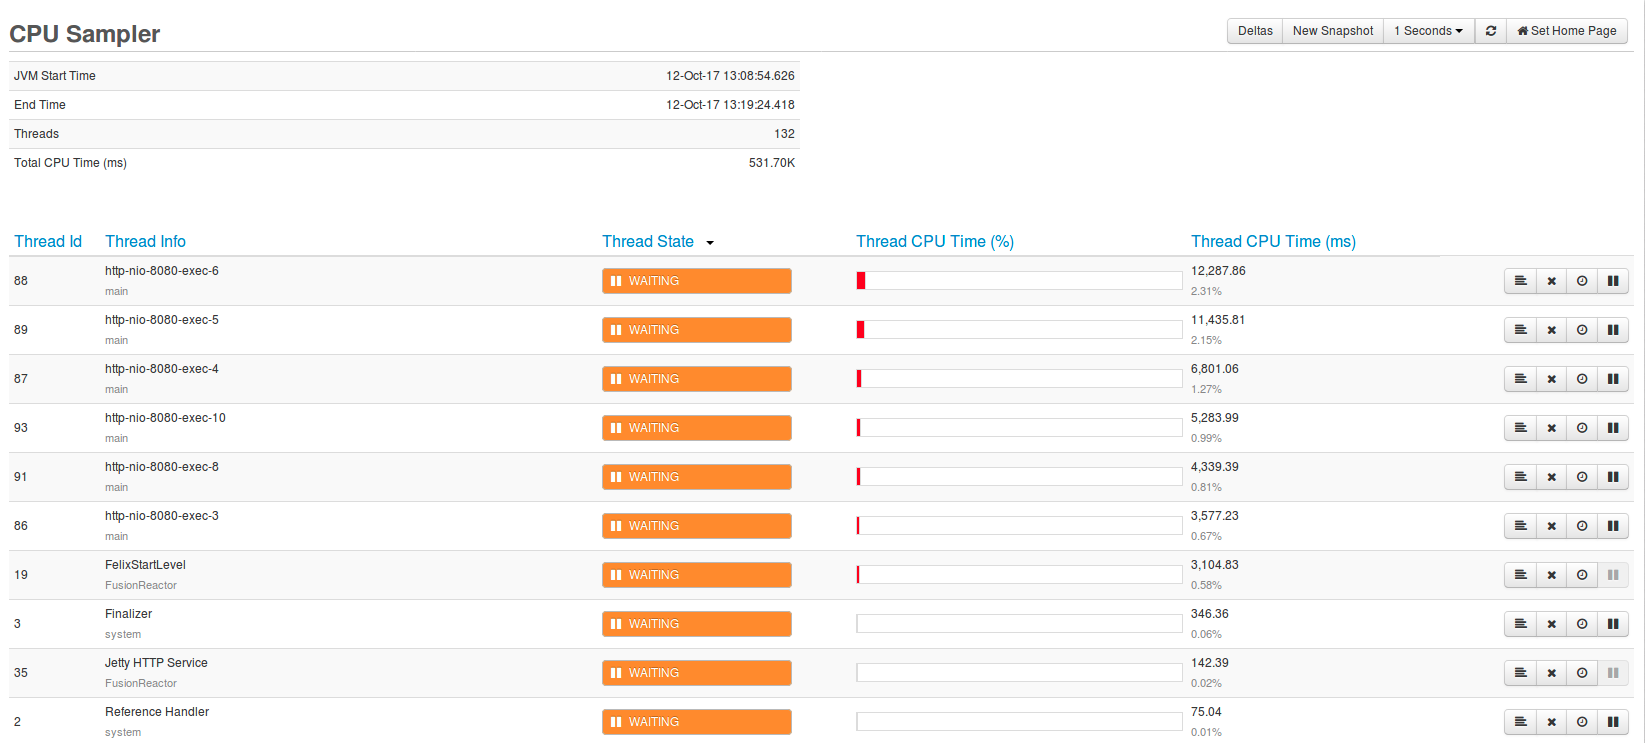 CPU Sampler
Deltas New Snapshot 1 Seconds Set Home Page
JVM Start Time 12-Oct-17 13:08:54.626
End Time 12-Oct-17 13:19:24.418
Threads 132
Total CPU Time (ms) 531.70K
Thread Id Thread Info Thread State Thread CPU Time (%) Thread CPU Time (ms)
88 http-nio-8080-exec-6 WAITING 12,287.86
main 2.31%
89 http-nio-8080-exec-5 WAITING 11,435.81
main 2.15%
87 http-nio-8080-exec-4 WAITING 6,801.06
main 1.27%
93 http-nio-8080-exec-10 WAITING 5,283.99
main 0.99%
91 http-nio-8080-exec-8 WAITING 4,339.39
main 0.81%
86 http-nio-8080-exec-3 WAITING 3,577.23
main 0.67%
19 FelixStartLevel WAITING 3,104.83
FusionReactor 0.58%
3 Finalizer WAITING 346.36
system 0.06%
35 Jetty HTTP Service WAITING 142.39
FusionReactor 0.02%
2 Reference Handler WAITING 75.04
system 0.01%